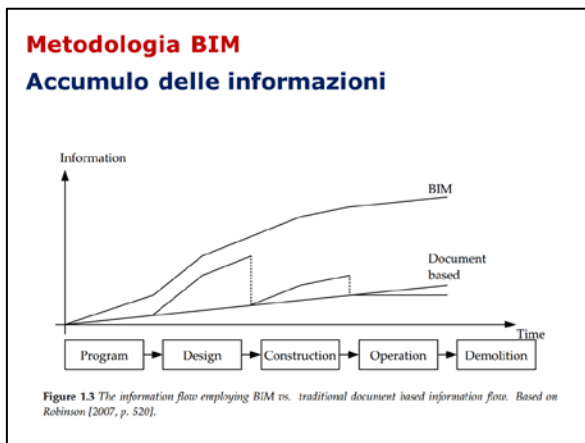 Metodologia BIM
Accumulo delle informazioni
Information
BIM
Document
based
Time
Program
Design
Construction
Operation
Demolition
Figure 1.3 The information flow employing BIM vs. traditional document based information flow. Based on
Robinson [2007, p. 520].